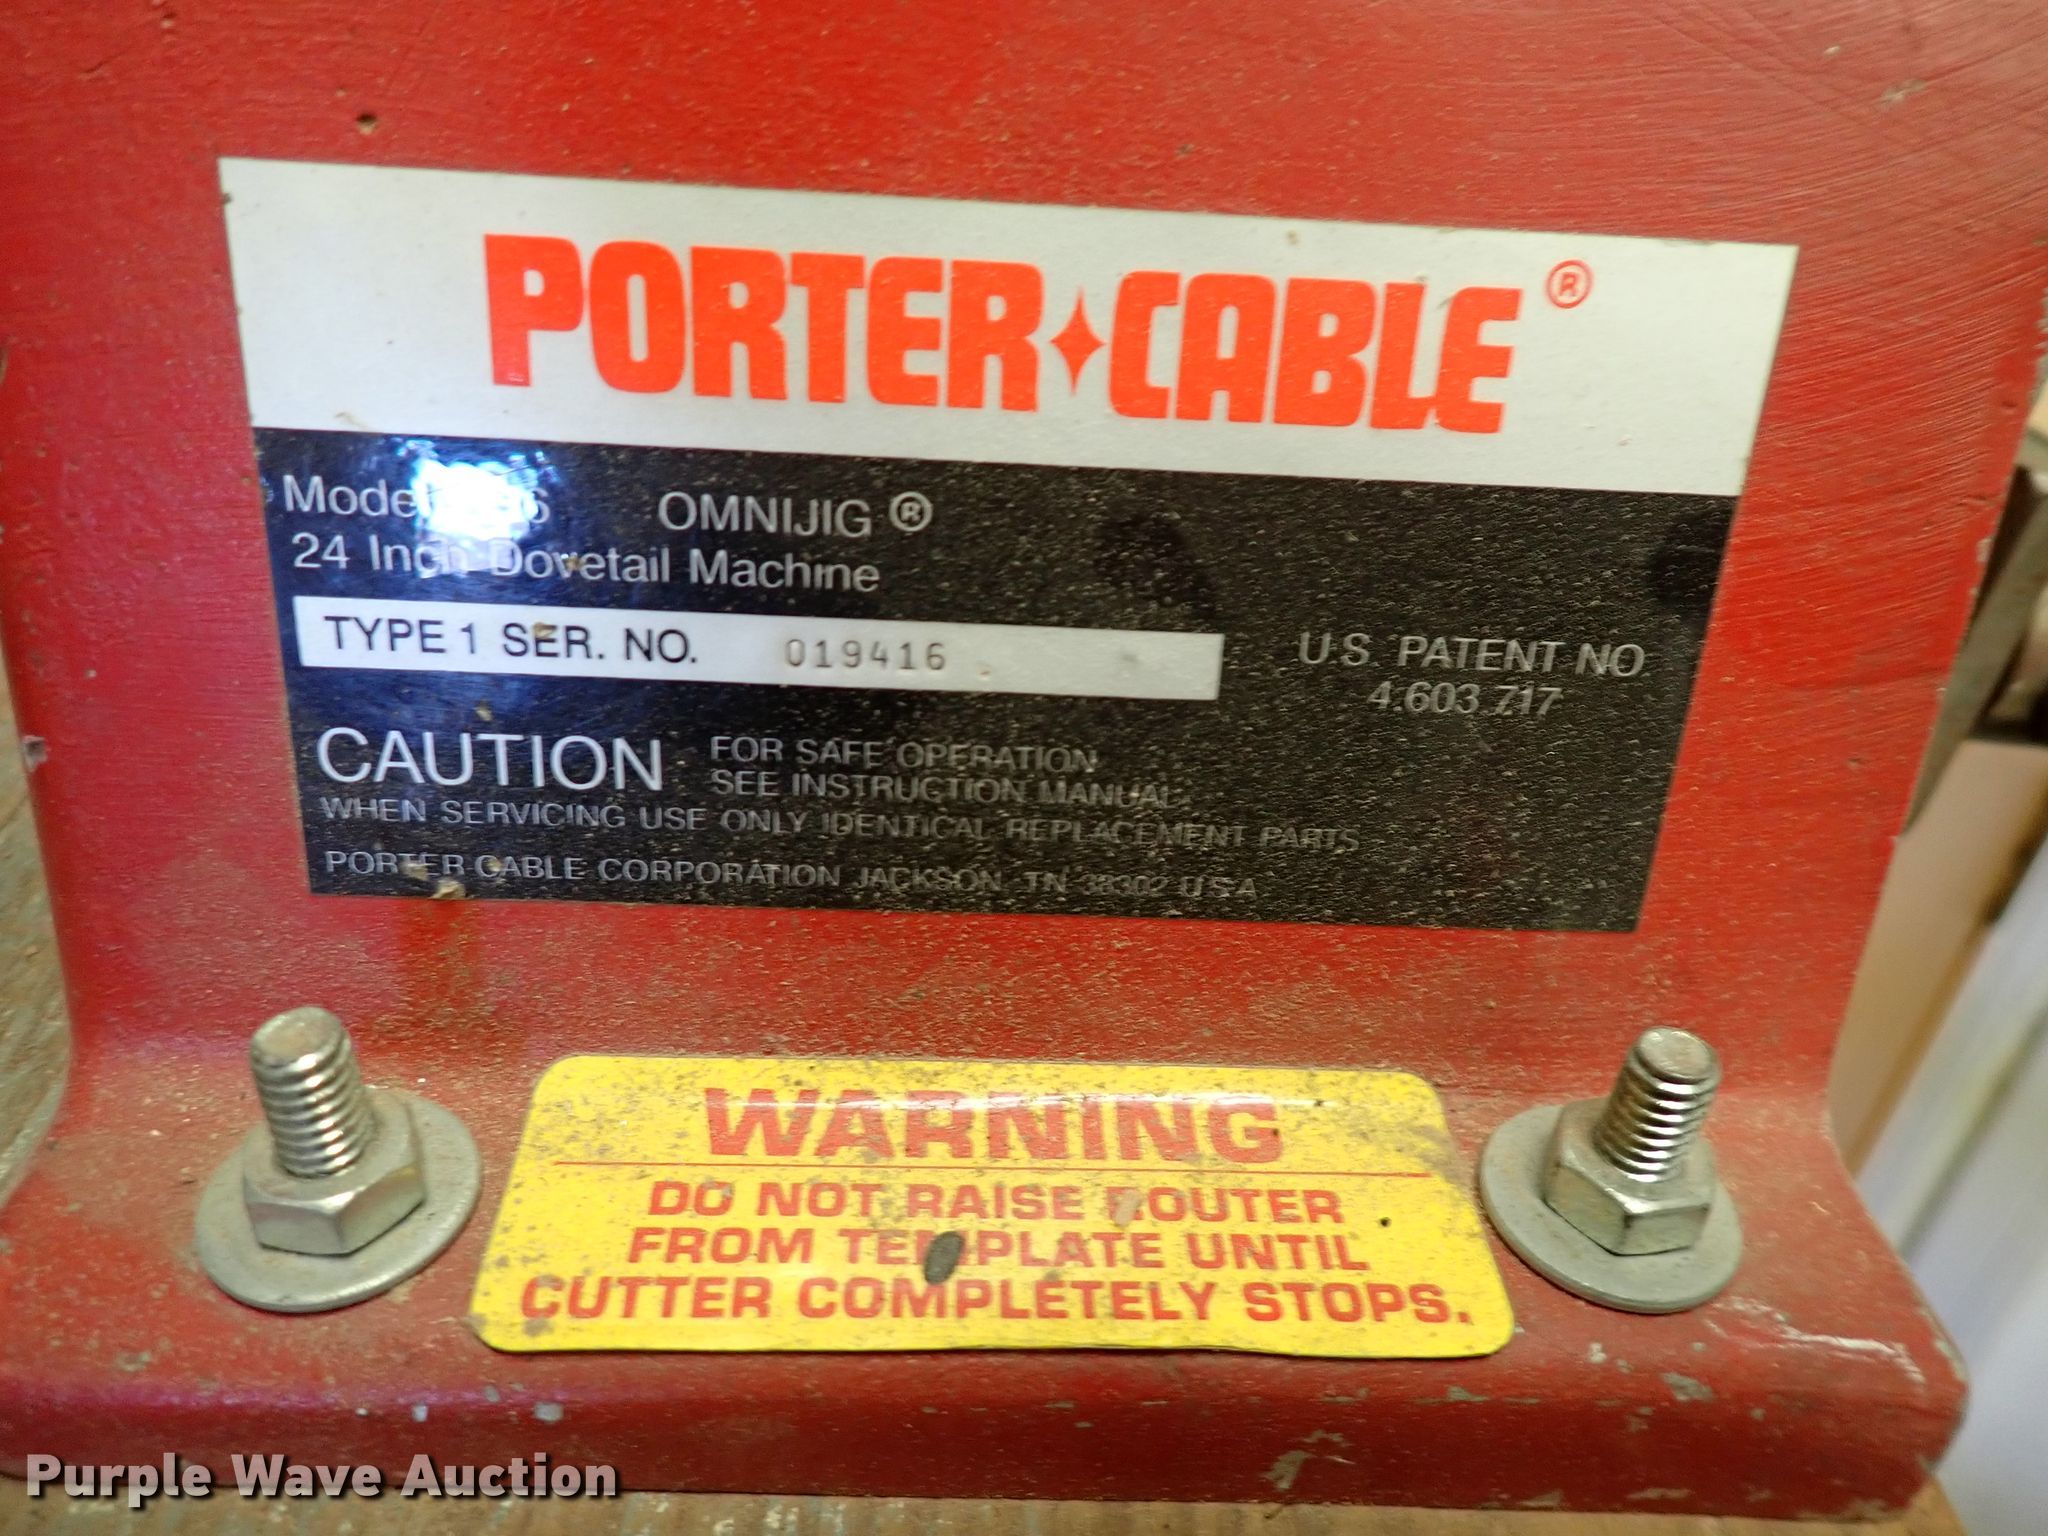 PORTER✦CABLE®
Model OMNIJIG®
24 Inch Dovetail Machine
TYPE 1 SER. NO. 019416
U.S. PATENT NO
4,603,717
CAUTION FOR SAFE OPERATION
SEE INSTRUCTION MANUAL.
WHEN SERVICING USE ONLY IDENTICAL REPLACEMENT PARTS
PORTER CABLE CORPORATION JACKSON, TN 38302 U.S.A
WARNING
DO NOT RAISE ROUTER
FROM TEMPLATE UNTIL
CUTTER COMPLETELY STOPS.
Purple Wave Auction